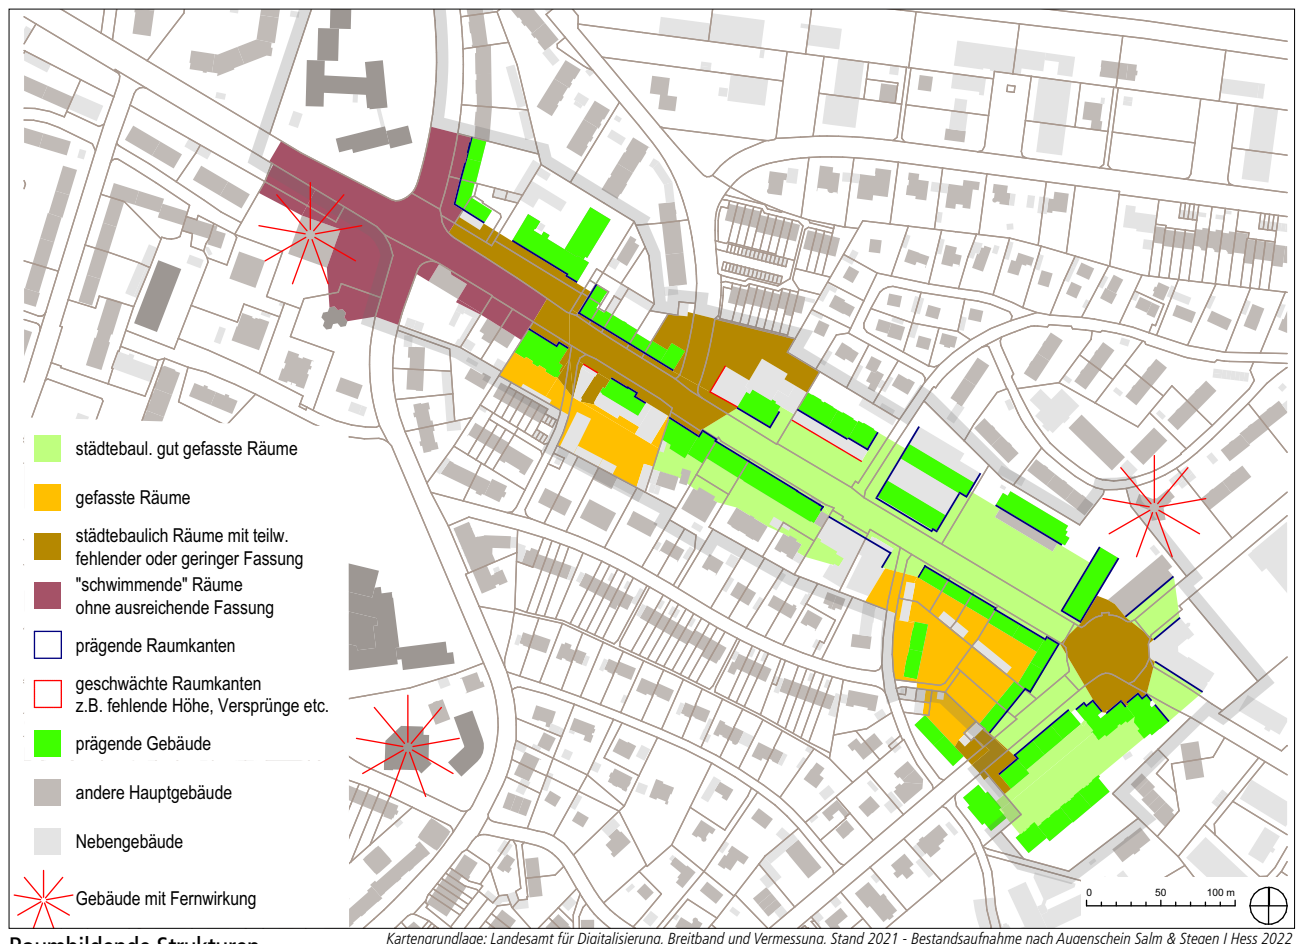 städtebaul. gut gefasste Räume
gefasste Räume
städtebaulich Räume mit teilw.
fehlender oder geringer Fassung
"schwimmende" Räume
ohne ausreichende Fassung
prägende Raumkanten
geschwächte Raumkanten
z.B. fehlende Höhe, Versprünge etc.
prägende Gebäude
andere Hauptgebäude
Nebengebäude
Gebäude mit Fernwirkung
0 50 100 m
Raumbildende Strukturen
Kartengrundlage: Landesamt für Digitalisierung, Breitband und Vermessung, Stand 2021 - Bestandsaufnahme nach Augenschein Salm & Stegen | Hess 2022